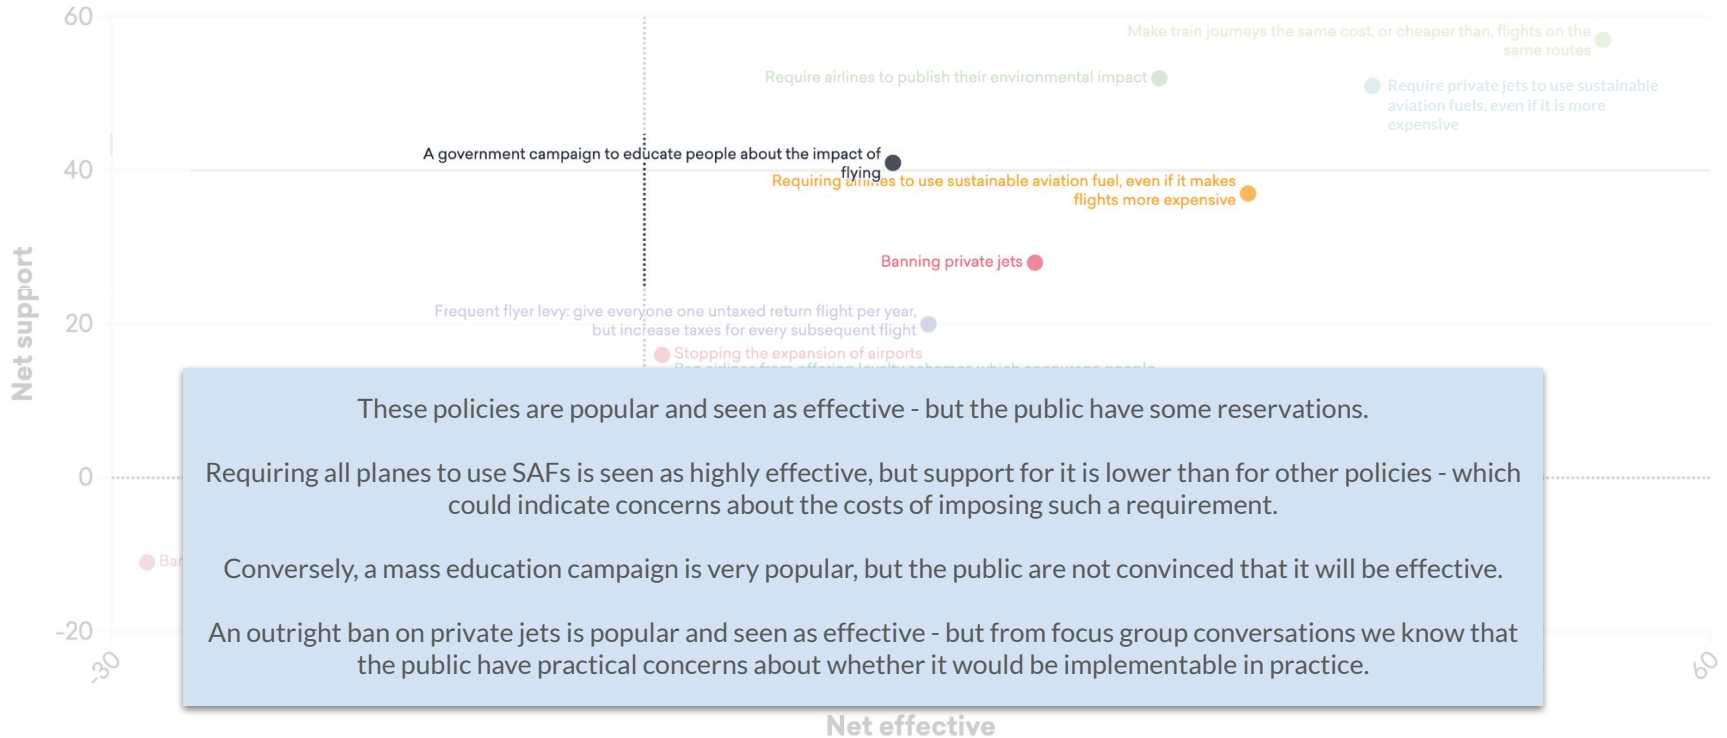 60
Make train journeys the same cost, or cheaper than, flights on the
same routes
Require airlines to publish their environmental impact
Require private jets to use sustainable
aviation fuels, even if it is more
expensive
A government campaign to educate people about the impact of
flying
40
Requiring airlines to use sustainable aviation fuel, even if it makes
flights more expensive
Banning private jets
Net support
Frequent flyer levy: give everyone one untaxed return flight per year,
but increase taxes for every subsequent flight
20
Stopping the expansion of airports
Ban airlines from offering loyalty schemes which encourage people
These policies are popular and seen as effective - but the public have some reservations.
Requiring all planes to use SAFs is seen as highly effective, but support for it is lower than for other policies - which
could indicate concerns about the costs of imposing such a requirement.
0
Conversely, a mass education campaign is very popular, but the public are not convinced that it will be effective.
An outright ban on private jets is popular and seen as effective - but from focus group conversations we know that
the public have practical concerns about whether it would be implementable in practice.
-20
-30
60
Net effective